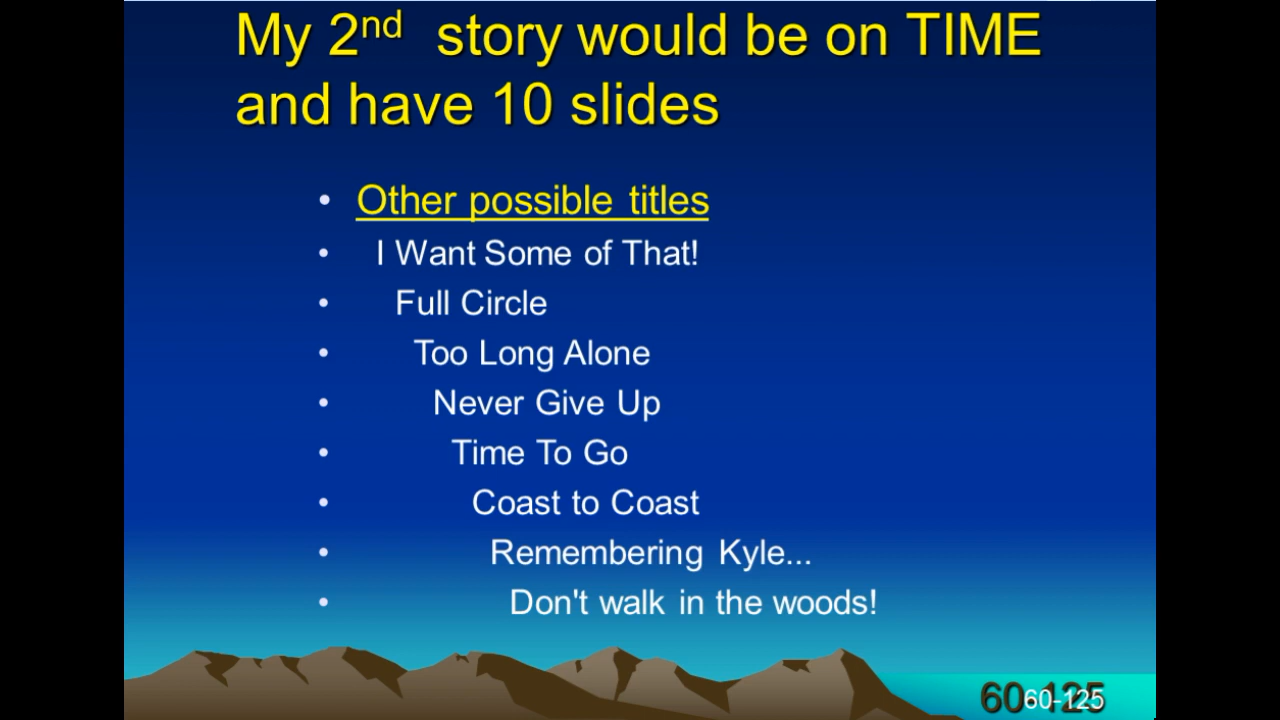 My 2nd story would be on TIME
and have 10 slides
• Other possible titles
• I Want Some of That!
• Full Circle
• Too Long Alone
• Never Give Up
• Time To Go
• Coast to Coast
• Remembering Kyle...
• Don't walk in the woods!
60-125
60-125